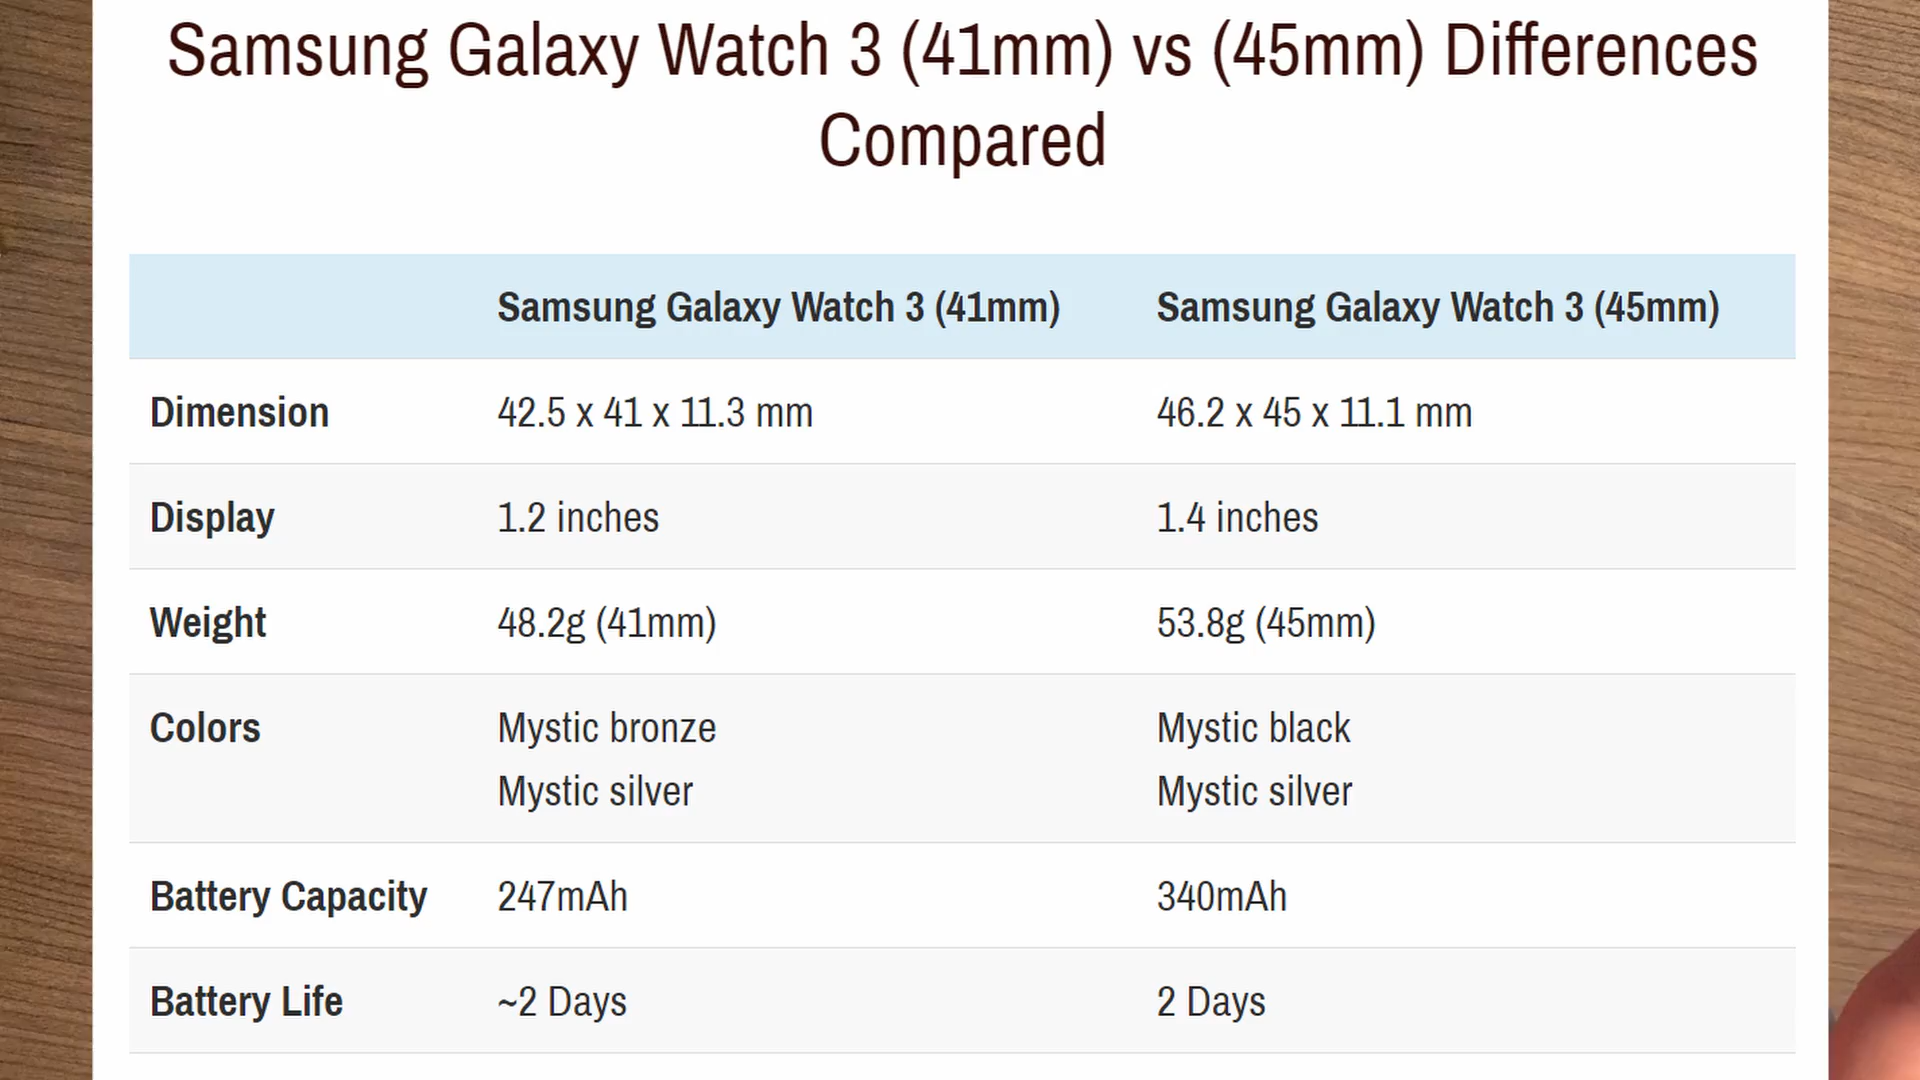 Samsung Galaxy Watch 3 (41mm) vs (45mm) Differences
Compared
Samsung Galaxy Watch 3 (41mm) Samsung Galaxy Watch 3 (45mm)
Dimension 42.5 x 41 x 11.3 mm 46.2 x 45 x 11.1 mm
Display 1.2 inches 1.4 inches
Weight 48.2g (41mm) 53.8g (45mm)
Colors Mystic bronze Mystic black
Mystic silver Mystic silver
Battery Capacity 247mAh 340mAh
Battery Life ~2 Days 2 Days